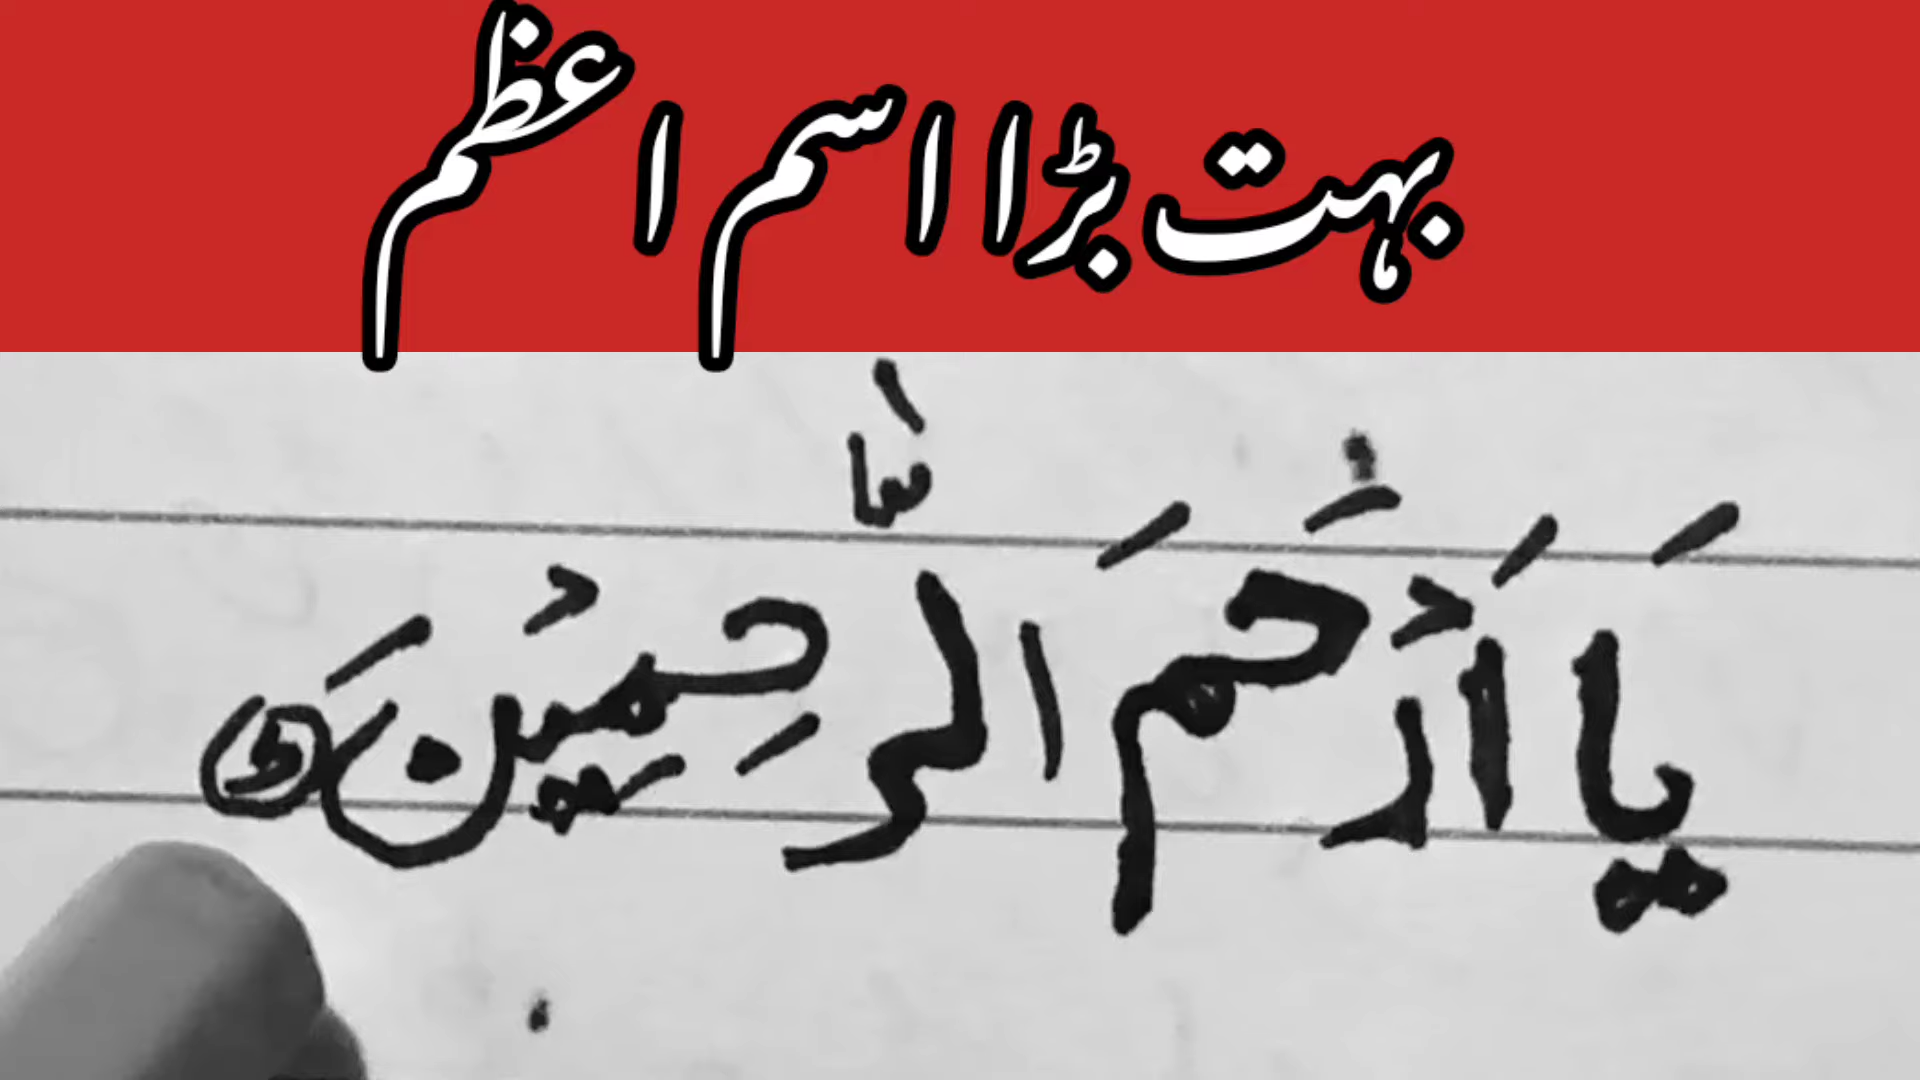 بہت بڑا اسم اعظم
يَا اَرْحَمَ الرَّحِمِيْنَ ط